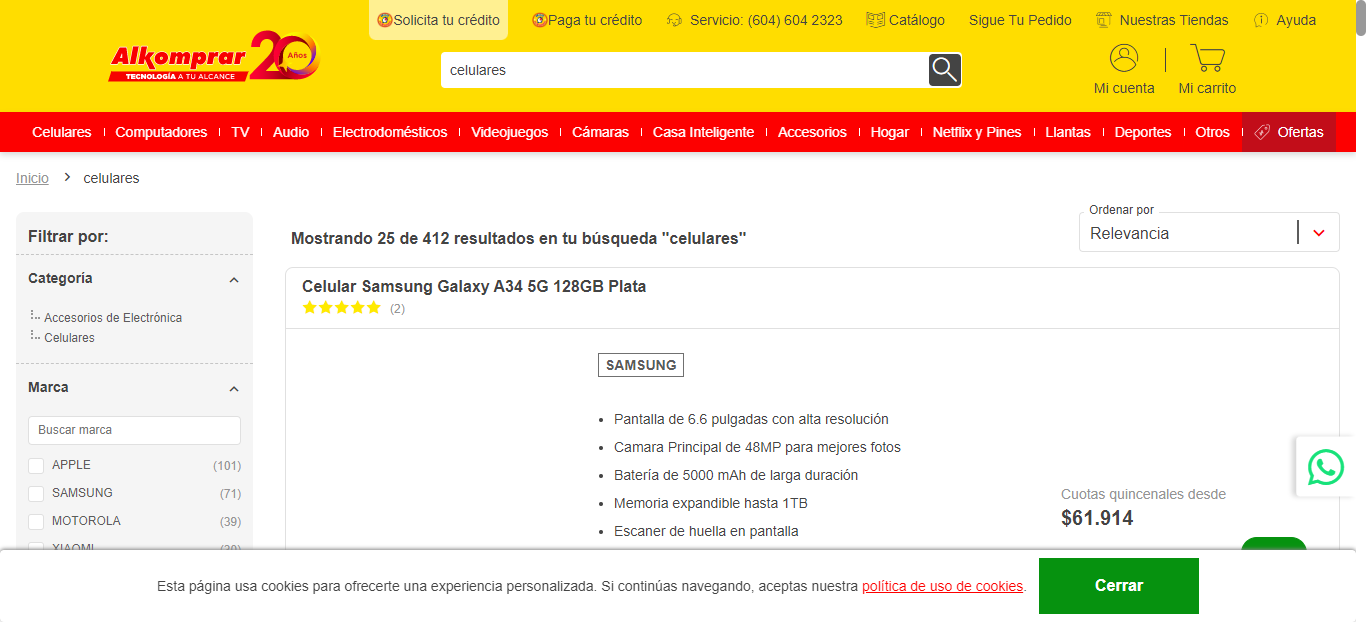 Solicita tu crédito
Paga tu crédito
Servicio: (604) 604 2323
Catálogo
Sigue Tu Pedido
Nuestras Tiendas
Ayuda
Alkomprar 20 Años
TECNOLOGÍA A TU ALCANCE
celulares
Mi cuenta
Mi carrito
Celulares
Computadores
TV
Audio
Electrodomésticos
Videojuegos
Cámaras
Casa Inteligente
Accesorios
Hogar
Netflix y Pines
Llantas
Deportes
Otros
Ofertas
Inicio > celulares
Filtrar por:
Categoría
Accesorios de Electrónica
Celulares
Marca
Buscar marca
APPLE (101)
SAMSUNG (71)
MOTOROLA (39)
XIAOMI
Mostrando 25 de 412 resultados en tu búsqueda "celulares"
Ordenar por
Relevancia
Celular Samsung Galaxy A34 5G 128GB Plata
(2)
SAMSUNG
• Pantalla de 6.6 pulgadas con alta resolución
• Camara Principal de 48MP para mejores fotos
• Batería de 5000 mAh de larga duración
• Memoria expandible hasta 1TB
• Escaner de huella en pantalla
Cuotas quincenales desde
$61.914
Esta página usa cookies para ofrecerte una experiencia personalizada. Si continúas navegando, aceptas nuestra política de uso de cookies.
Cerrar